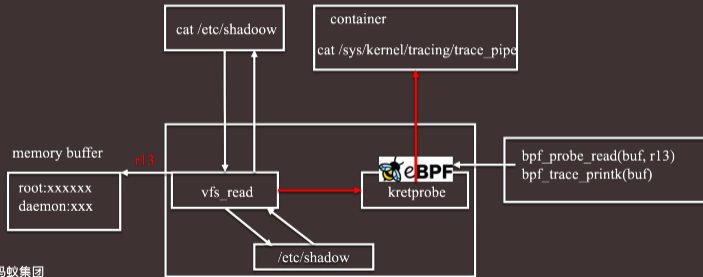 cat /etc/shadoow
container
cat /sys/kernel/tracing/trace_pipe
memory buffer
r13
root:xxxxxx
daemon:xxx
vfs_read
eBPF
kretprobe
bpf_probe_read(buf, r13)
bpf_trace_printk(buf)
/etc/shadow
蚂蚁集团